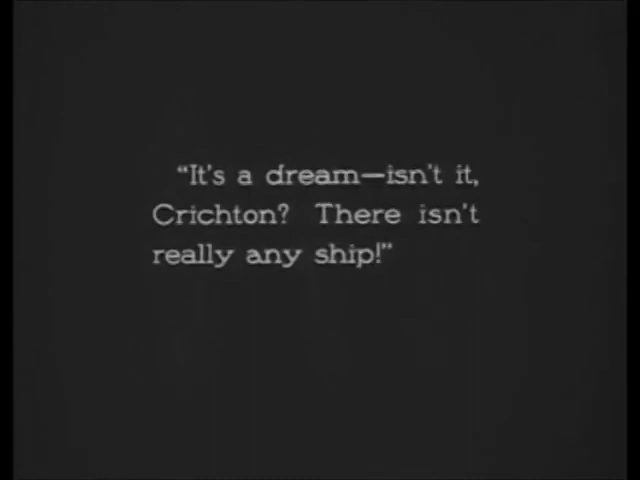 “It's a dream—isn't it,
Crichton? There isn't
really any ship!”